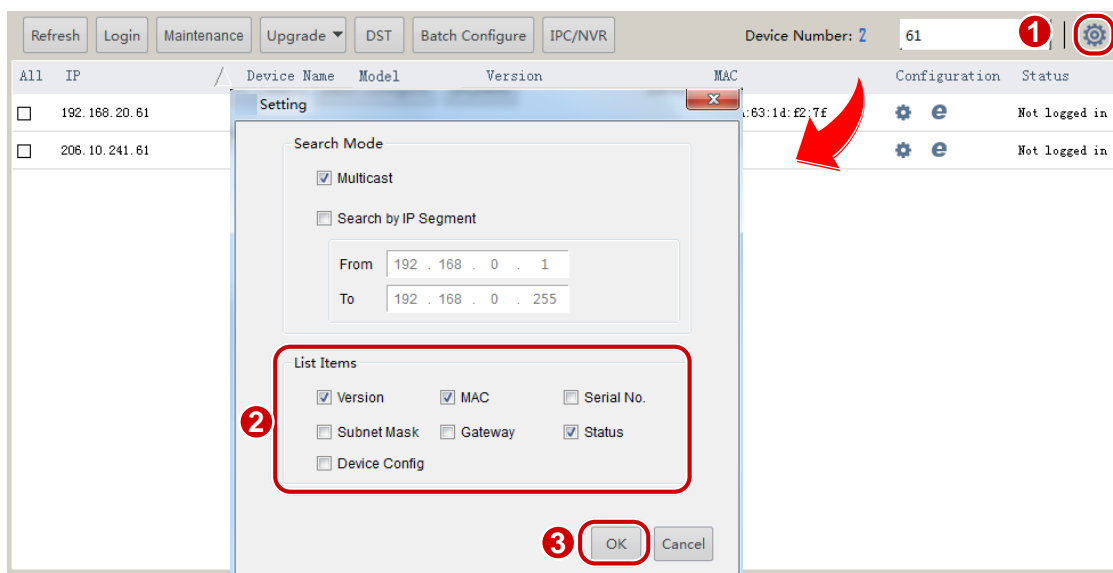 Refresh Login Maintenance Upgrade DST Batch Configure IPC/NVR Device Number: 2 61 1
All IP Device Name Model Version MAC Configuration Status
192.168.20.61 :63:1d:f2:7f Not logged in
206.10.241.61 Not logged in
Setting
Search Mode
Multicast
Search by IP Segment
From 192 . 168 . 0 . 1
To 192 . 168 . 0 . 255
List Items
Version MAC Serial No.
2
Subnet Mask Gateway Status
Device Config
3 OK Cancel